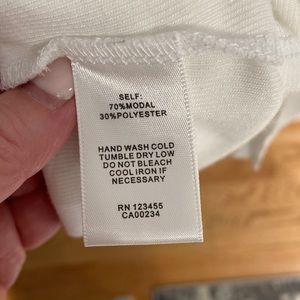 SELF:
70%MODAL
30%POLYESTER
HAND WASH COLD
TUMBLE DRY LOW
DO NOT BLEACH
COOL IRON IF
NECESSARY
RN 123455
CA00234